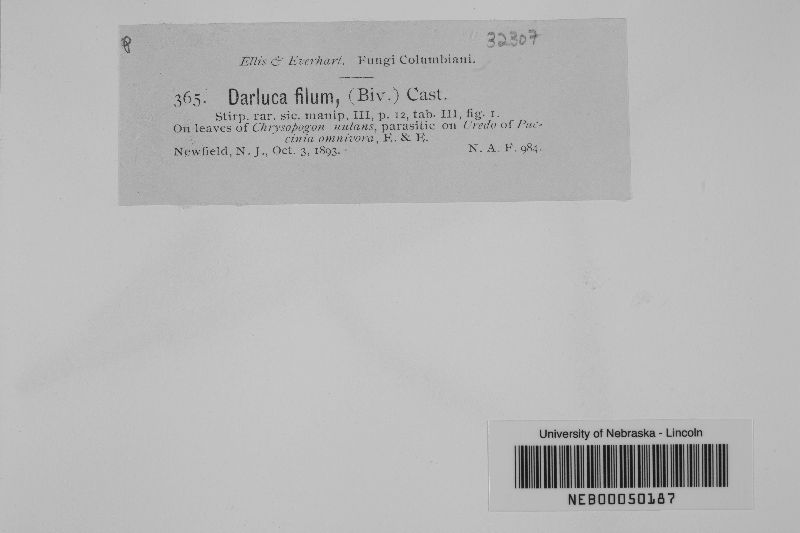 32307
Ellis & Everhart. Fungi Columbiani.
365. Darluca filum, (Biv.) Cast.
Stirp. rar. sic. manip, III, p. 12, tab. III, fig. 1.
On leaves of Chrysopogon nutans, parasitic on Uredo of Puc-
cinia omnivora, E. & E.
Newfield, N. J., Oct. 3, 1893.
N. A. F. 984.
University of Nebraska - Lincoln
NEB00050187